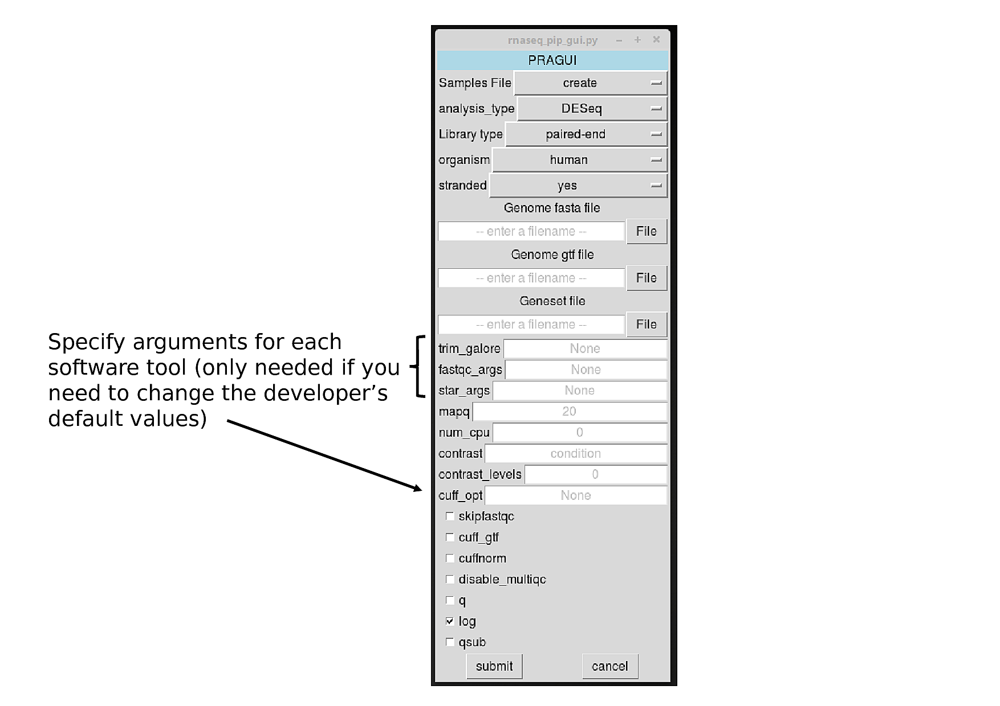 rnaseq_pip_gui.py
PRAGUI
Samples File create
analysis_type DESeq
Library type paired-end
organism human
stranded yes
Genome fasta file
-- enter a filename -- File
Genome gtf file
-- enter a filename -- File
Geneset file
-- enter a filename -- File
Specify arguments for each
software tool (only needed if you
need to change the developer’s
default values)
trim_galore None
fastqc_args None
star_args None
mapq 20
num_cpu 0
contrast condition
contrast_levels 0
cuff_opt None
skipfastqc
cuff_gtf
cuffnorm
disable_multiqc
q
log
qsub
submit cancel